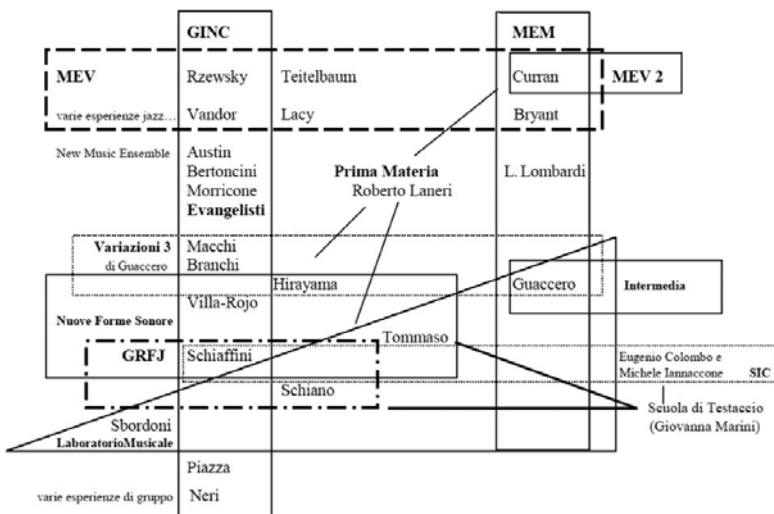 GINC MEM
MEV Rzewsky Teitelbaum Curran MEV 2
varie esperienze jazz... Vandor Lacy Bryant
New Music Ensemble Austin
Bertoncini Prima Materia L. Lombardi
Morricone Roberto Laneri
Evangelisti
Variazioni 3 Macchi
di Guaccero Branchi
Hirayama Guaccero Intermedia
Villa-Rojo
Nuove Forme Sonore
Tommaso
GRFJ Schiaffini Eugenio Colombo e
Michele Iannaccone SIC
Schiano
Scuola di Testaccio
Sbordoni (Giovanna Marini)
LaboratorioMusicale
Piazza
varie esperienze di gruppo Neri